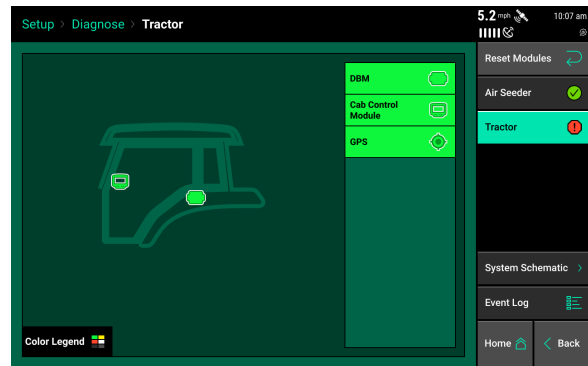 Setup > Diagnose > Tractor
5.2 mph
10:07 am
DBM
Cab Control
Module
GPS
Color Legend
Reset Modules
Air Seeder
Tractor
System Schematic >
Event Log
Home
< Back